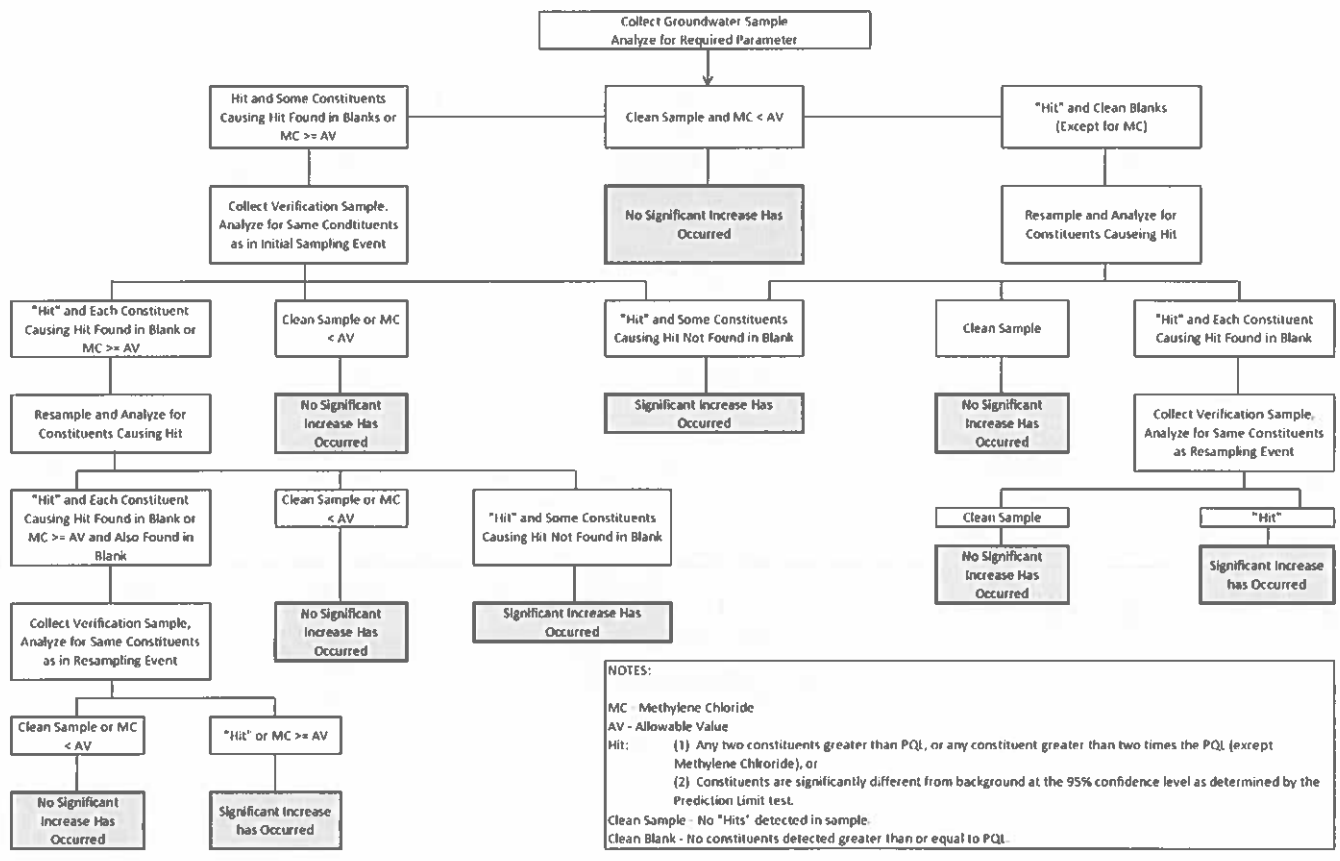 Collect Groundwater Sample
Analyze for Required Parameter
Hit and Some Constituents
Causing Hit Found in Blanks or
MC >= AV
Clean Sample and MC < AV
"Hit" and Clean Blanks
(Except for MC)
Collect Verification Sample.
Analyze for Same Condtituents
as in Initial Sampling Event
No Significant Increase Has
Occurred
Resample and Analyze for
Constituents Causeing Hit
"Hit" and Each Constituent
Causing Hit Found in Blank or
MC >= AV
Clean Sample or MC
< AV
"Hit" and Some Constituents
Causing Hit Not Found in Blank
Clean Sample
"Hit" and Each Constituent
Causing Hit Found in Blank
Resample and Analyze for
Constituents Causing Hit
No Significant
Increase Has
Occurred
Significant Increase Has
Occurred
No Significant
Increase Has
Occurred
Collect Verification Sample,
Analyze for Same Constituents
as Resampling Event
"Hit" and Each Constituent
Causing Hit Found in Blank or
MC >= AV and Also Found in
Blank
Clean Sample or MC
< AV
"Hit" and Some Constituents
Causing Hit Not Found in Blank
Clean Sample
"Hit"
No Significant
Increase Has
Occurred
Significant Increase
has Occurred
Collect Verification Sample,
Analyze for Same Constituents
as in Resampling Event
No Significant
Increase Has
Occurred
Significant Increase Has
Occurred
Clean Sample or MC
< AV
"Hit" or MC >= AV
No Significant
Increase Has
Occurred
Significant Increase
has Occurred
NOTES:
MC - Methylene Chloride
AV - Allowable Value
Hit: (1) Any two constituents greater than PQL, or any constituent greater than two times the PQL (except
Methylene Chlroride), or
(2) Constituents are significantly different from background at the 95% confidence level as determined by the
Prediction Limit test.
Clean Sample - No "Hits" detected in sample.
Clean Blank - No constituents detected greater than or equal to PQL.